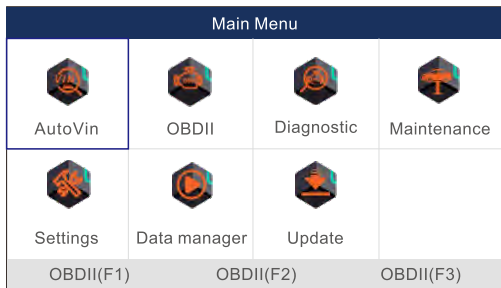 Main Menu
AutoVin OBDII Diagnostic Maintenance
Settings Data manager Update
OBDII(F1) OBDII(F2) OBDII(F3)